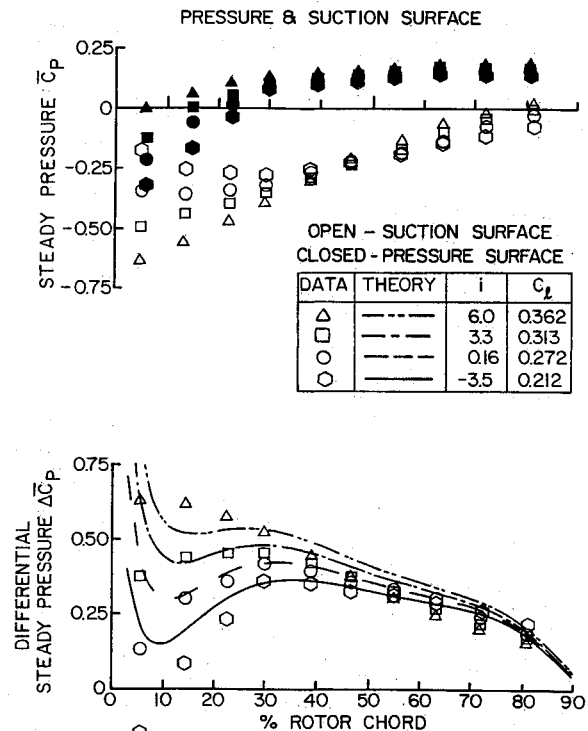 PRESSURE & SUCTION SURFACE
STEADY PRESSURE C̅P
0.25
0
-0.25
-0.50
-0.75
OPEN - SUCTION SURFACE
CLOSED - PRESSURE SURFACE
DATA THEORY i Cℓ
6.0 0.362
3.3 0.313
0.16 0.272
-3.5 0.212
DIFFERENTIAL
STEADY PRESSURE ΔC̅P
0.75
0.50
0.25
0
0 10 20 30 40 50 60 70 80 90
% ROTOR CHORD